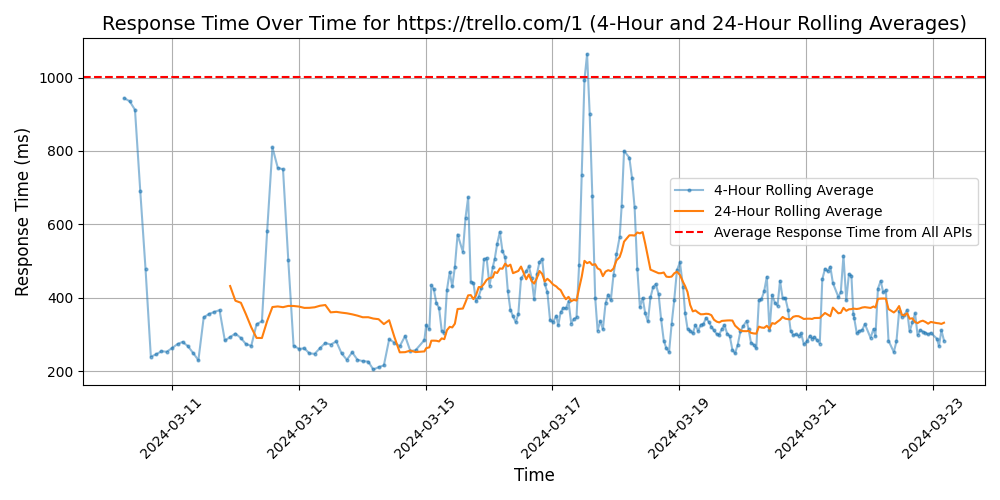 Response Time Over Time for https://trello.com/1 (4-Hour and 24-Hour Rolling Averages)
Response Time (ms)
1000
800
600
400
200
4-Hour Rolling Average
24-Hour Rolling Average
Average Response Time from All APIs
2024-03-11
2024-03-13
2024-03-15
2024-03-17
2024-03-19
2024-03-21
2024-03-23
Time